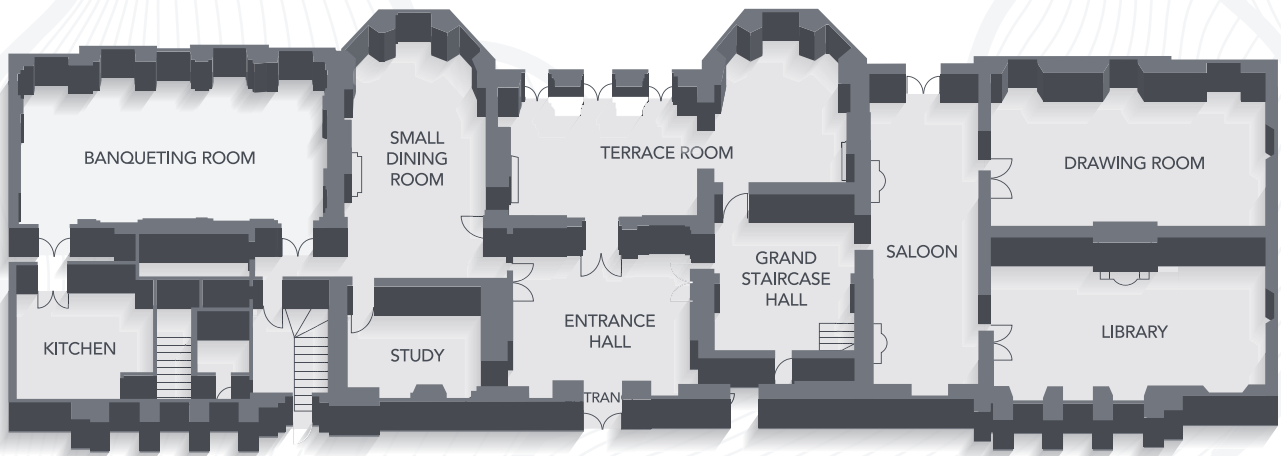 BANQUETING ROOM
SMALL
DINING
ROOM
TERRACE ROOM
DRAWING ROOM
GRAND
STAIRCASE
HALL
SALOON
KITCHEN
STUDY
ENTRANCE
HALL
LIBRARY